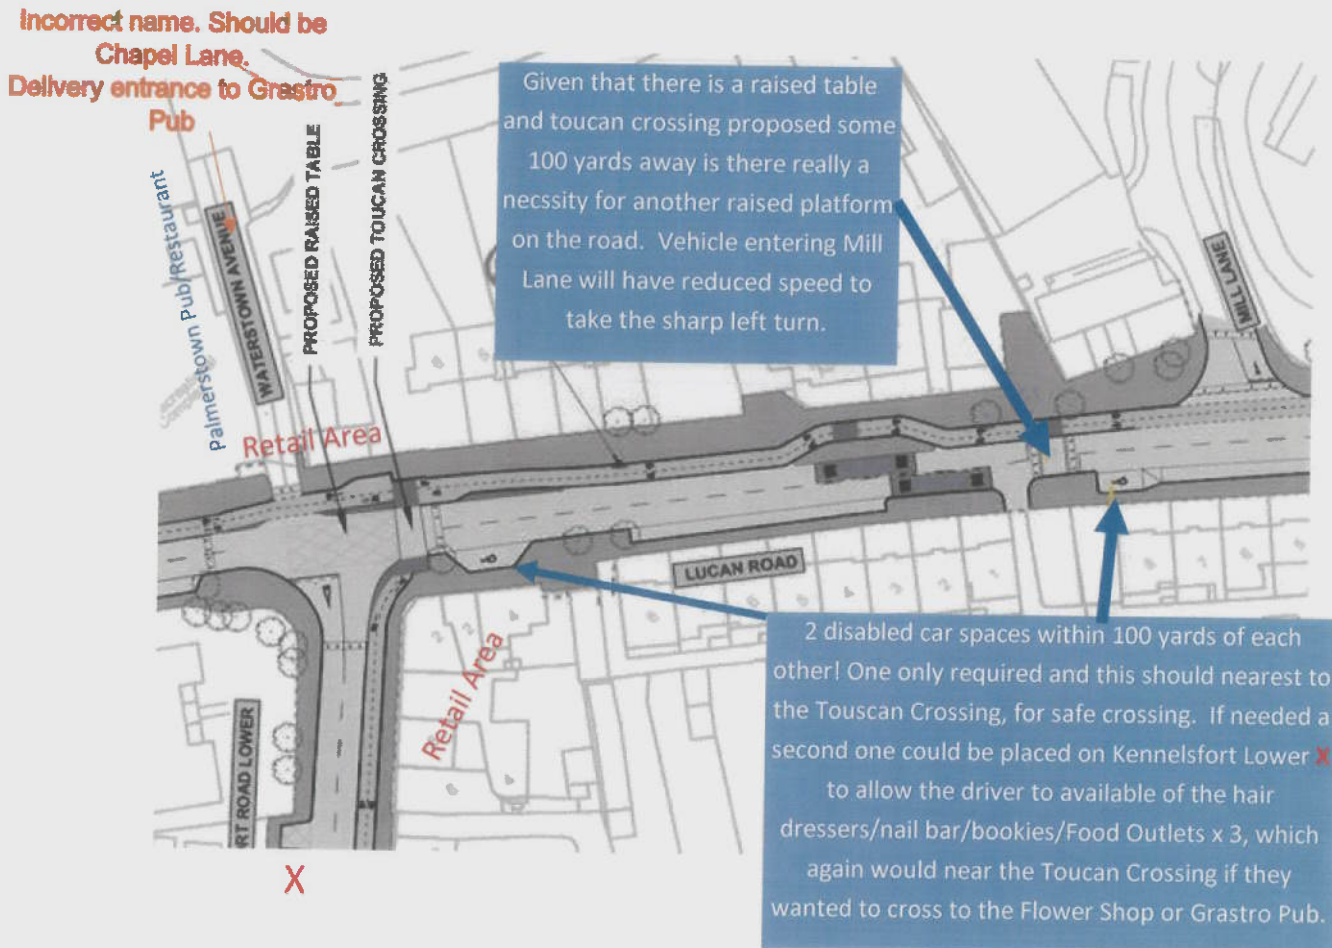 Incorrect name. Should be
Chapel Lane.
Delivery entrance to Grastro
Pub
Palmerstown Pub/Restaurant
WATERSTOWN AVENUE
PROPOSED RAISED TABLE
PROPOSED TOUCAN CROSSING
Given that there is a raised table
and toucan crossing proposed some
100 yards away is there really a
necssity for another raised platform
on the road. Vehicle entering Mill
Lane will have reduced speed to
take the sharp left turn.
MILL LANE
Retail Area
LUCAN ROAD
Retail Area
RT ROAD LOWER
X
2 disabled car spaces within 100 yards of each
other! One only required and this should nearest to
the Touscan Crossing, for safe crossing. If needed a
second one could be placed on Kennelsfort Lower X
to allow the driver to available of the hair
dressers/nail bar/bookies/Food Outlets x 3, which
again would near the Toucan Crossing if they
wanted to cross to the Flower Shop or Grastro Pub.